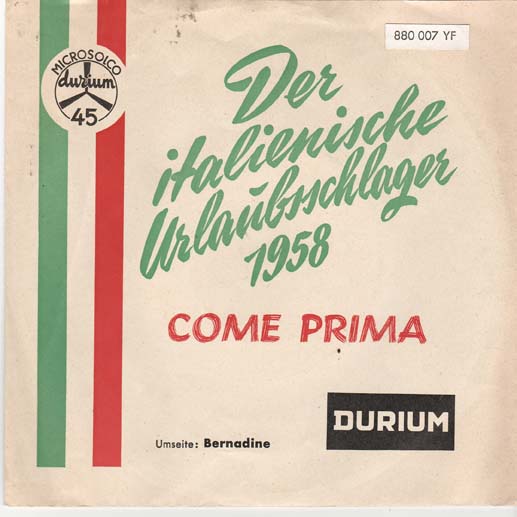 880 007 YF
MICROSOLCO
durium
45
Der
italienische
Urlaubsschlager
1958
COME PRIMA
DURIUM
Umseite: Bernadine